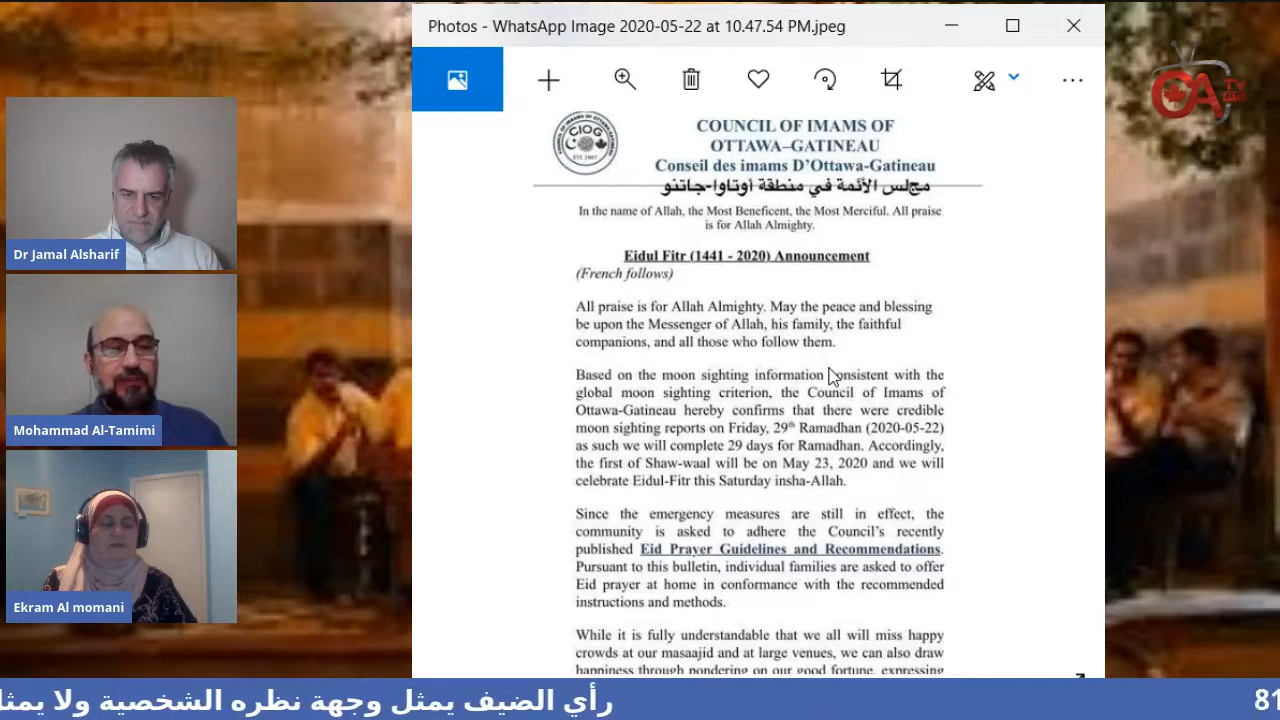 Photos - WhatsApp Image 2020-05-22 at 10.47.54 PM.jpeg
CIOG
COUNCIL OF IMAMS OF
OTTAWA–GATINEAU
Conseil des imams D’Ottawa-Gatineau
مجلس الأئمة في منطقة أوتاوا-جاتنو
In the name of Allah, the Most Beneficent, the Most Merciful. All praise
is for Allah Almighty.
Eidul Fitr (1441 - 2020) Announcement
(French follows)
All praise is for Allah Almighty. May the peace and blessing
be upon the Messenger of Allah, his family, the faithful
companions, and all those who follow them.
Based on the moon sighting information consistent with the
global moon sighting criterion, the Council of Imams of
Ottawa-Gatineau hereby confirms that there were credible
moon sighting reports on Friday, 29th Ramadhan (2020-05-22)
as such we will complete 29 days for Ramadhan. Accordingly,
the first of Shaw-waal will be on May 23, 2020 and we will
celebrate Eidul-Fitr this Saturday insha-Allah.
Since the emergency measures are still in effect, the
community is asked to adhere the Council’s recently
published Eid Prayer Guidelines and Recommendations.
Pursuant to this bulletin, individual families are asked to offer
Eid prayer at home in conformance with the recommended
instructions and methods.
While it is fully understandable that we all will miss happy
crowds at our masaajid and at large venues, we can also draw
happiness through pondering on our good fortune, expressing
Dr Jamal Alsharif
Mohammad Al-Tamimi
Ekram Al momani
TV
رأي الضيف يمثل وجهة نظره الشخصية ولا يمثل
81